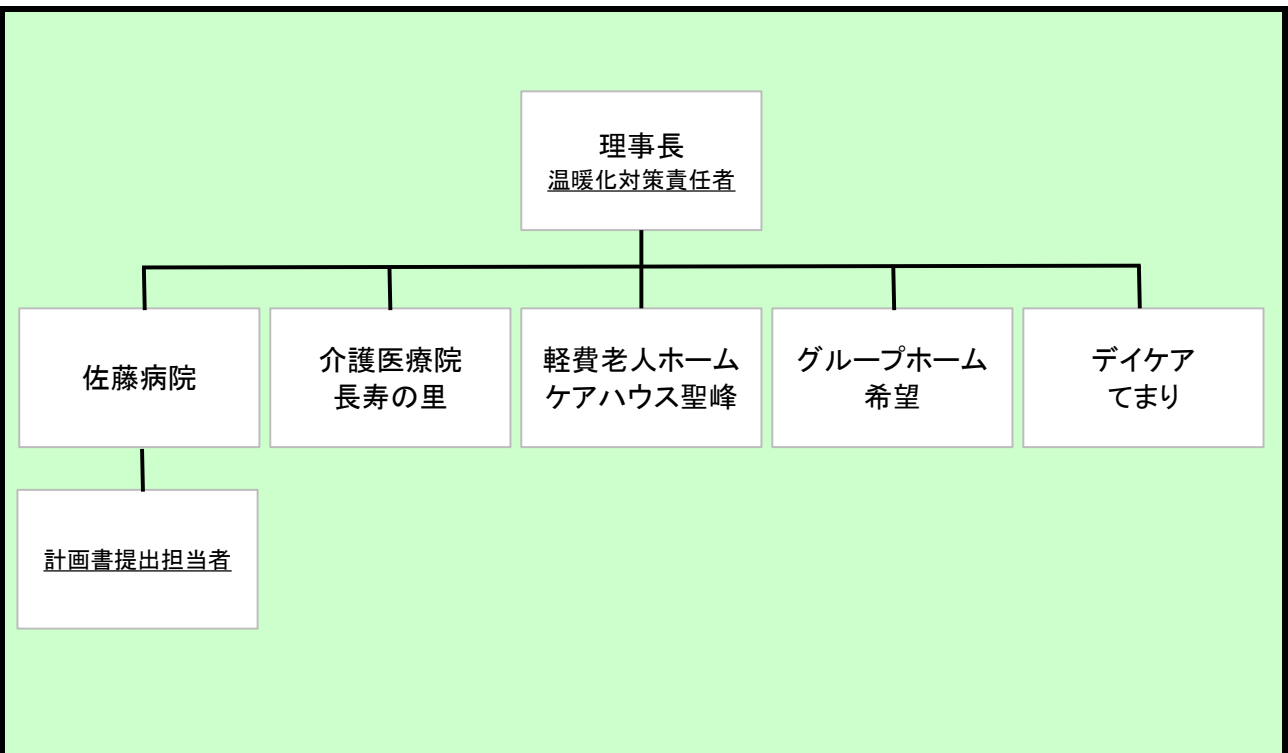 理事長
温暖化対策責任者
佐藤病院
介護医療院
長寿の里
軽費老人ホーム
ケアハウス聖峰
グループホーム
希望
デイケア
てまり
計画書提出担当者